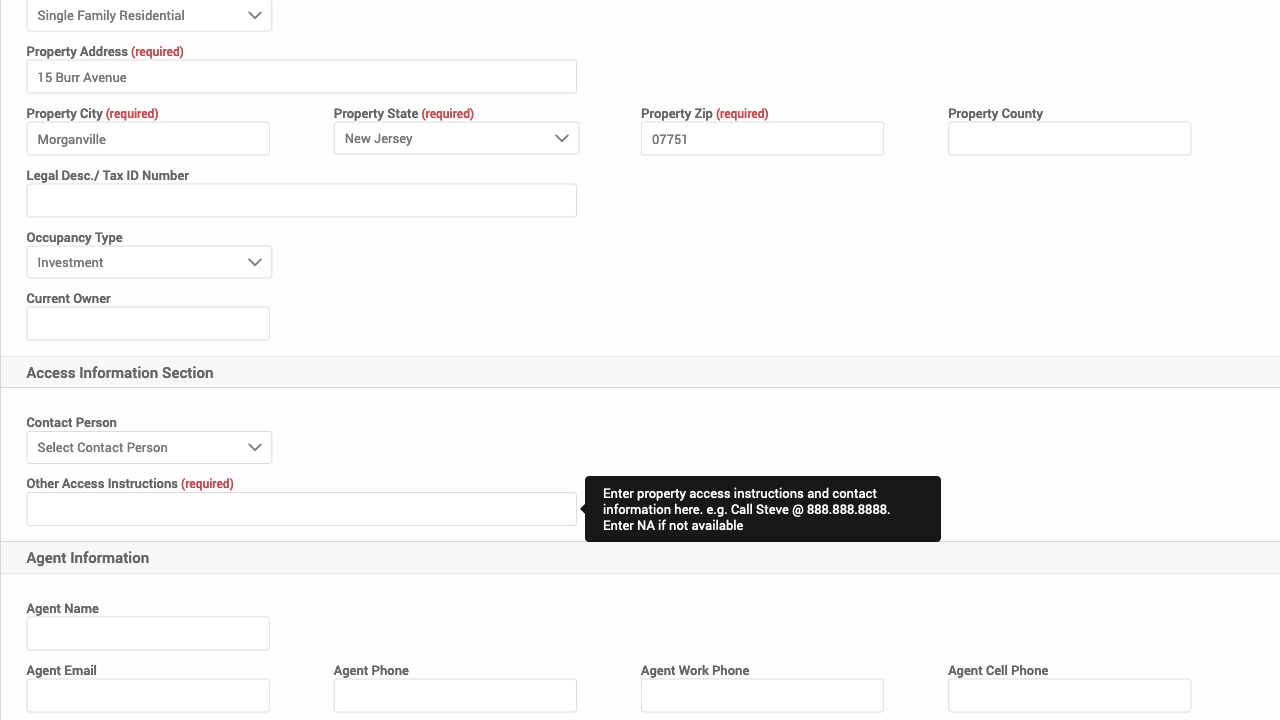 Single Family Residential
Property Address (required)
15 Burr Avenue
Property City (required)
Property State (required)
Property Zip (required)
Property County
Morganville
New Jersey
07751
Legal Desc./ Tax ID Number
Occupancy Type
Investment
Current Owner
Access Information Section
Contact Person
Select Contact Person
Other Access Instructions (required)
Enter property access instructions and contact
information here. e.g. Call Steve @ 888.888.8888.
Enter NA if not available
Agent Information
Agent Name
Agent Email
Agent Phone
Agent Work Phone
Agent Cell Phone